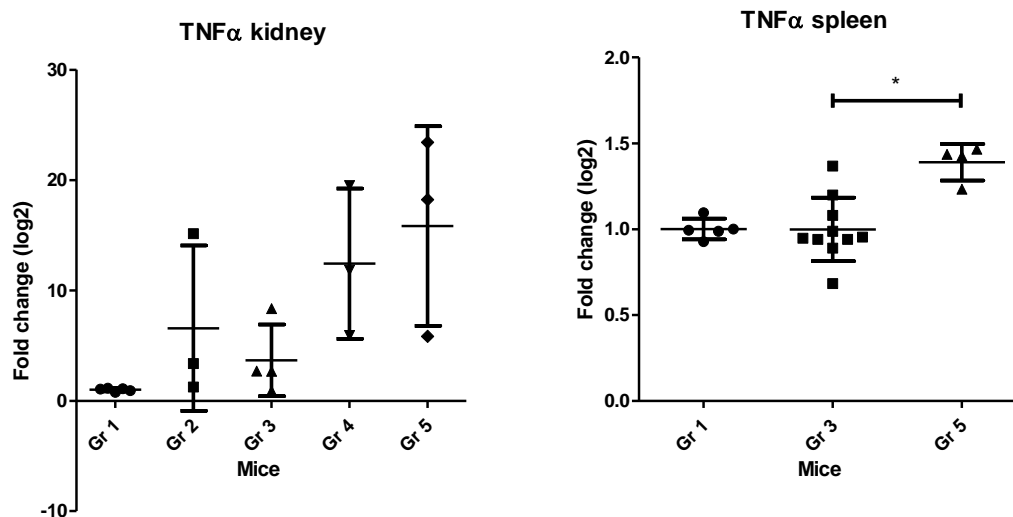 TNFα kidney
Fold change (log2)
30
20
10
0
-10
Gr 1
Gr 2
Gr 3
Gr 4
Gr 5
Mice
TNFα spleen
Fold change (log2)
2.0
1.5
1.0
0.5
0.0
*
Gr 1
Gr 3
Gr 5
Mice